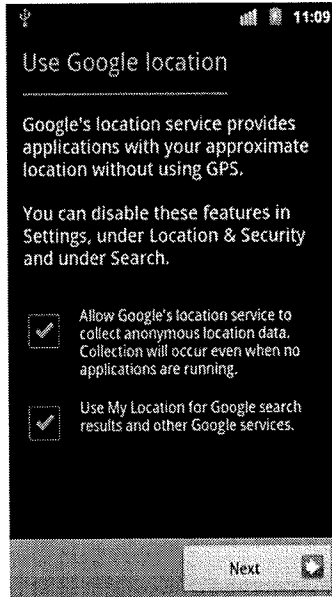 11:09
Use Google location
Google's location service provides
applications with your approximate
location without using GPS.
You can disable these features in
Settings, under Location & Security
and under Search.
Allow Google's location service to
collect anonymous location data.
Collection will occur even when no
applications are running.
Use My Location for Google search
results and other Google services.
Next